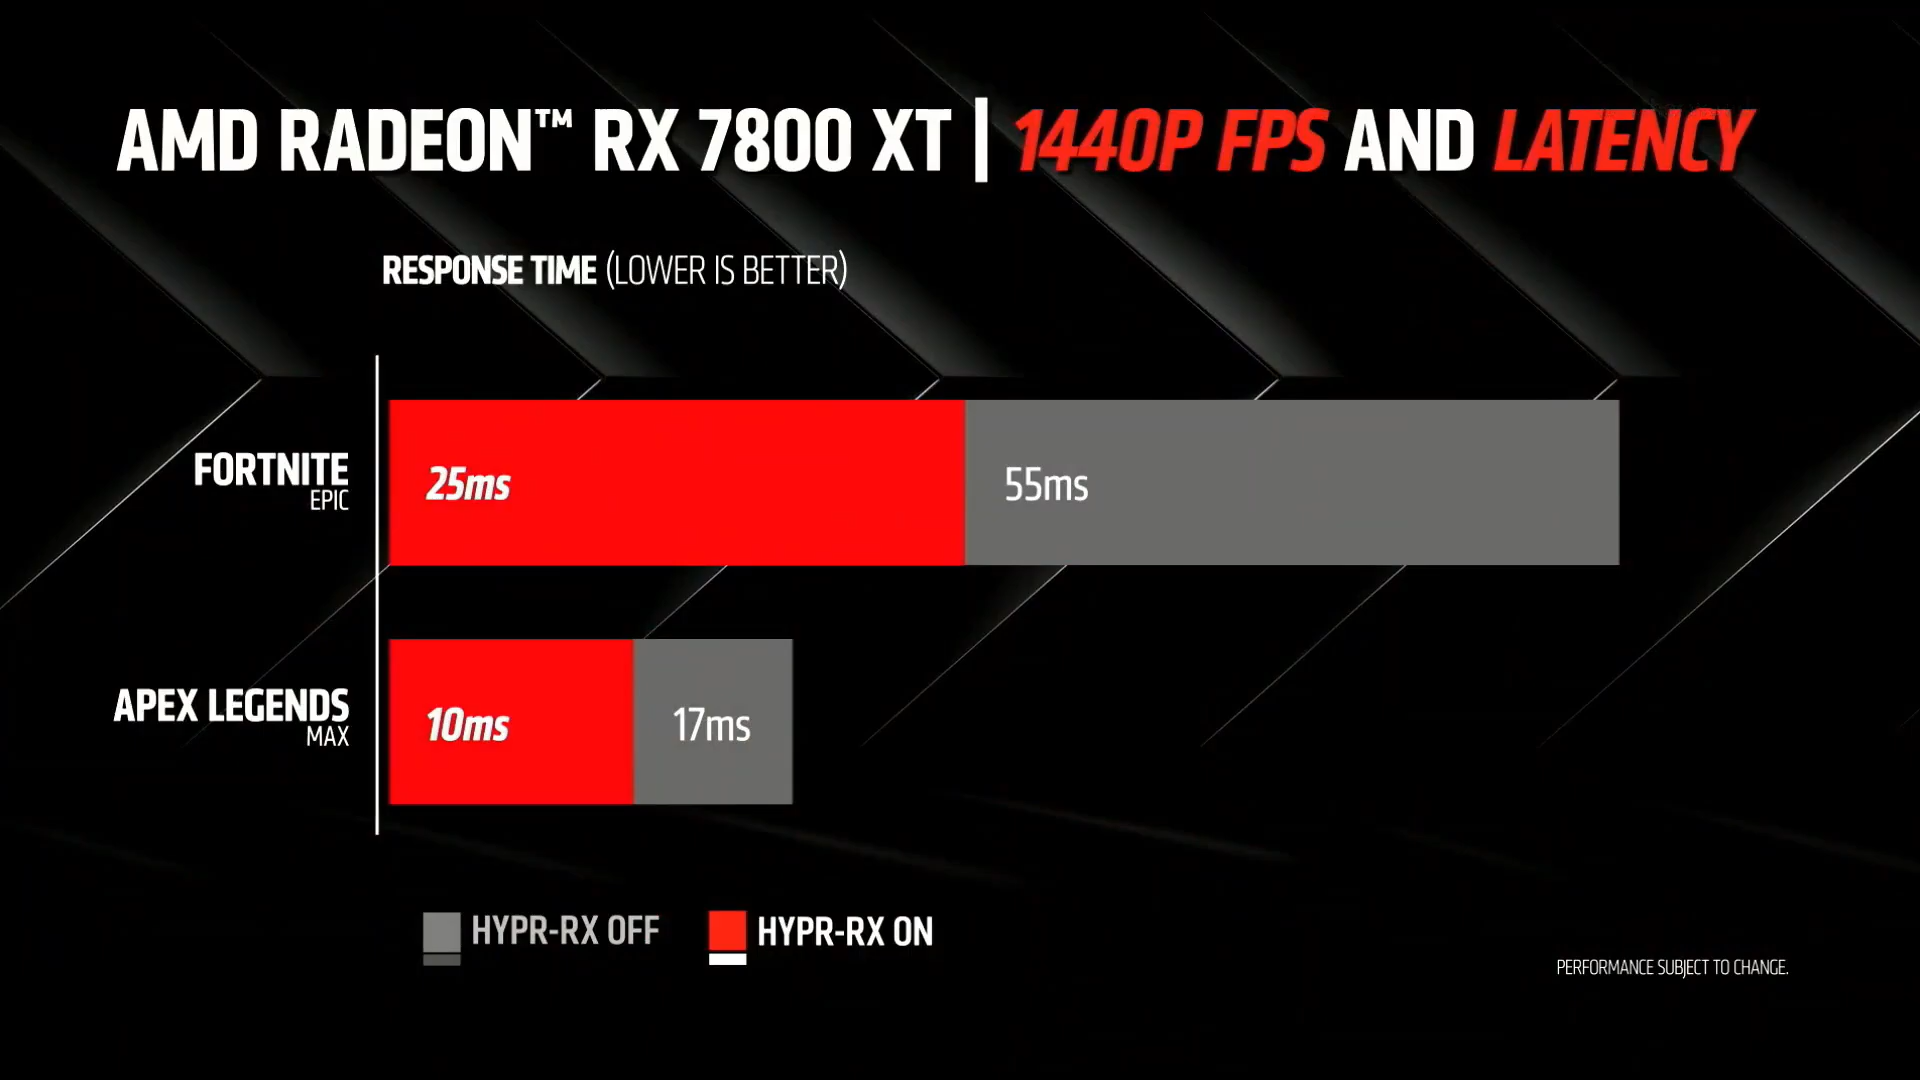 AMD RADEON™ RX 7800 XT | 1440P FPS AND LATENCY
RESPONSE TIME (LOWER IS BETTER)
FORTNITE
EPIC
25ms
55ms
APEX LEGENDS
MAX
10ms
17ms
HYPR-RX OFF
HYPR-RX ON
PERFORMANCE SUBJECT TO CHANGE.